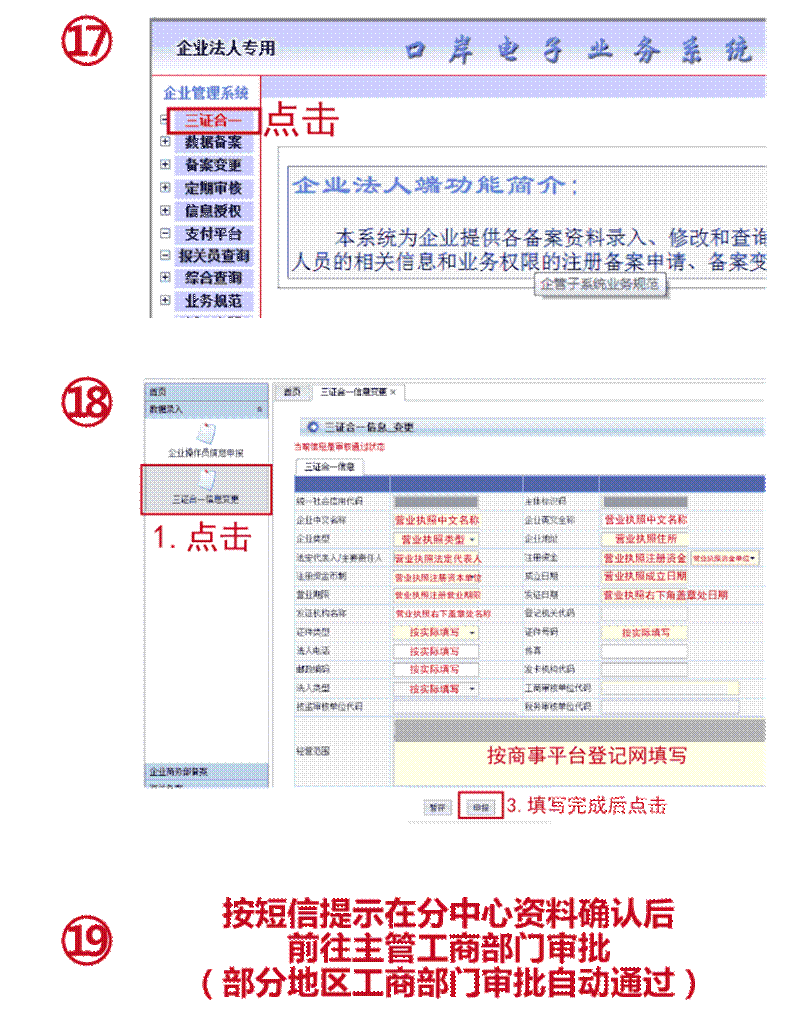 17
企业法人专用
口岸电子业务系统
企业管理系统
三证合一
点击
数据备案
备案变更
定期审核
信息授权
支付平台
报关员查询
综合查询
业务规范
企业法人端功能简介：
本系统为企业提供各备案资料录入、修改和查询
人员的相关信息和业务权限的注册备案申请、备案变
企管子系统业务规范
18
首页
数据录入
企业操作员信息申报
三证合一信息变更
1.点击
企业商务部备案
首页 三证合一信息变更 ×
三证合一信息_变更
当前信息是审核通过状态
三证合一信息
统一社会信用代码 主体标识码
企业中文名称 营业执照中文名称 企业英文全称 营业执照中文名称
企业类型 营业执照类型 企业地址 营业执照住所
法定代表人/主要责任人 营业执照法定代表人 注册资金 营业执照注册资金 营业执照资金单位
注册资金币制 营业执照注册资本单位 成立日期 营业执照成立日期
营业期限 营业执照注册营业期限 发证日期 营业执照右下角盖章处日期
发证机构名称 营业执照右下盖章处名称 登记机关代码
证件类型 按实际填写 证件号码 按实际填写
法人电话 按实际填写 传真
邮政编码 按实际填写 发卡机构代码
法人类型 按实际填写 工商审核单位代码
质监审核单位代码 税务审核单位代码
经营范围 按商事平台登记网填写
暂存 申报 3.填写完成后点击
19
按短信提示在分中心资料确认后
前往主管工商部门审批
（部分地区工商部门审批自动通过）